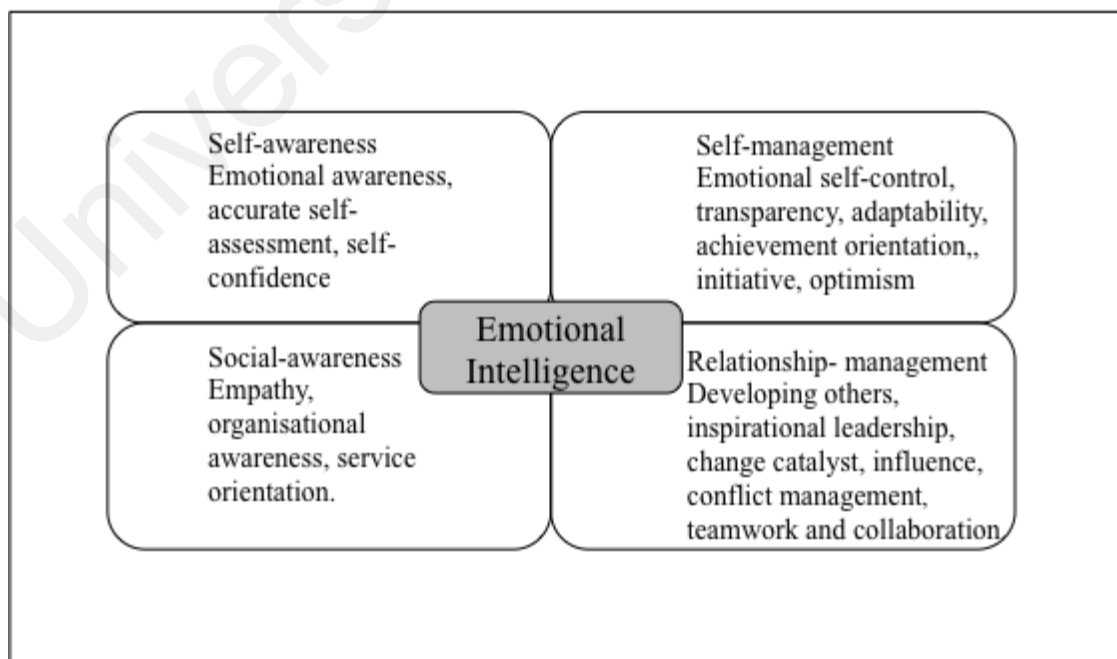 Self-awareness
Emotional awareness,
accurate self-
assessment, self-
confidence
Self-management
Emotional self-control,
transparency, adaptability,
achievement orientation,,
initiative, optimism
Emotional
Intelligence
Social-awareness
Empathy,
organisational
awareness, service
orientation.
Relationship- management
Developing others,
inspirational leadership,
change catalyst, influence,
conflict management,
teamwork and collaboration
Univers